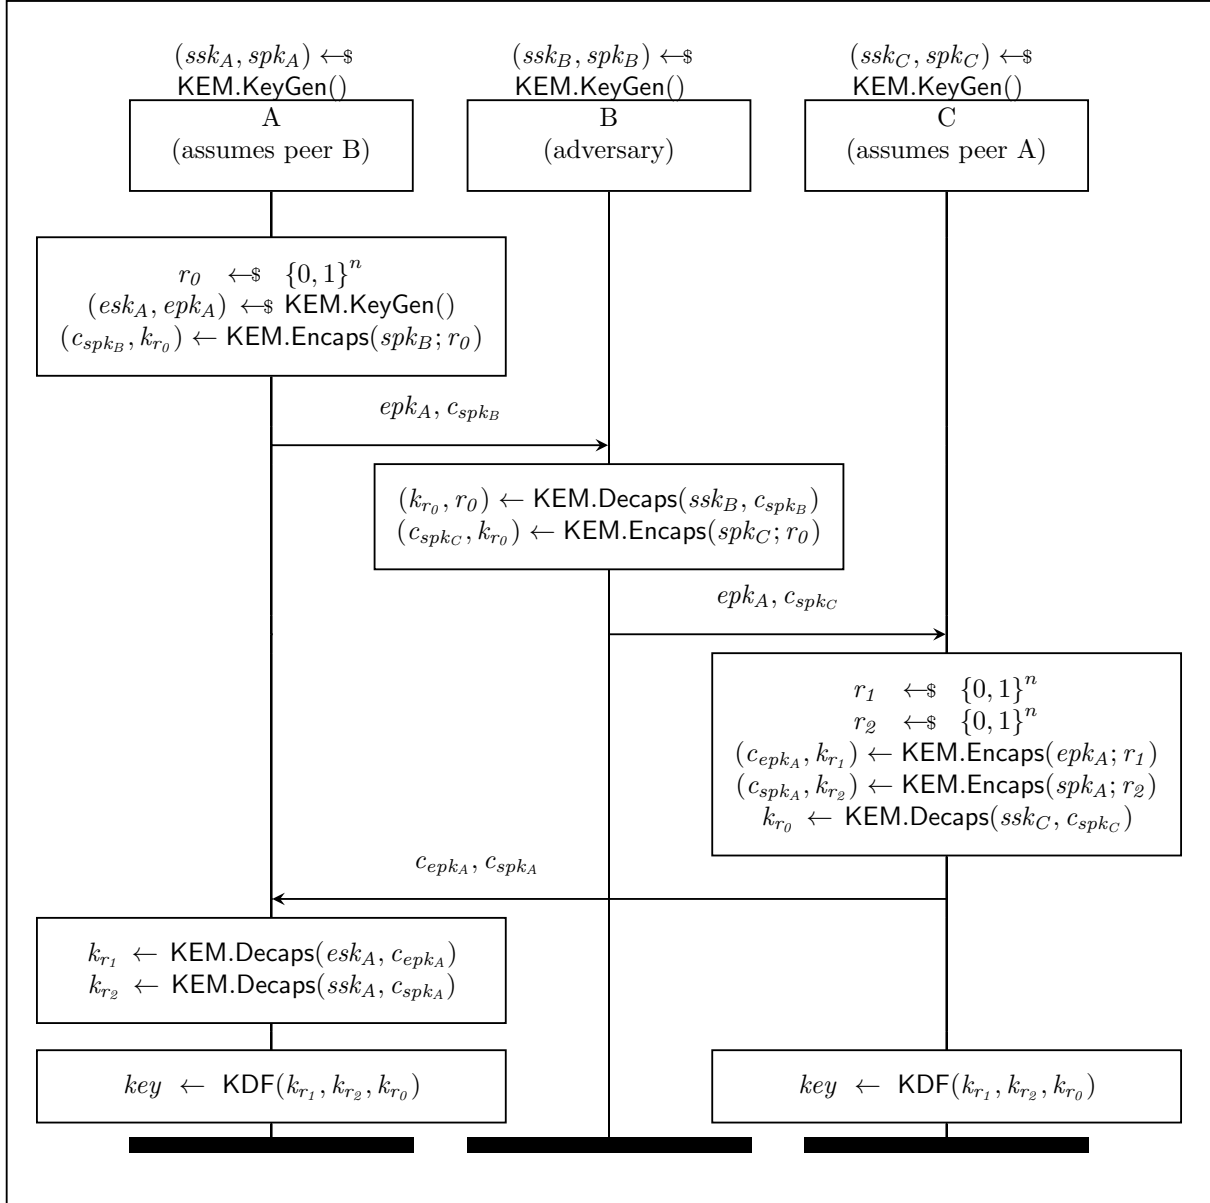 (ssk_A, spk_A) ←$ (ssk_B, spk_B) ←$ (ssk_C, spk_C) ←$
KEM.KeyGen() KEM.KeyGen() KEM.KeyGen()
A B C
(assumes peer B) (adversary) (assumes peer A)
r_0 ←$ {0, 1}^n
(esk_A, epk_A) ←$ KEM.KeyGen()
(c_{spk_B}, k_{r_0}) ← KEM.Encaps(spk_B; r_0)
epk_A, c_{spk_B}
(k_{r_0}, r_0) ← KEM.Decaps(ssk_B, c_{spk_B})
(c_{spk_C}, k_{r_0}) ← KEM.Encaps(spk_C; r_0)
epk_A, c_{spk_C}
r_1 ←$ {0, 1}^n
r_2 ←$ {0, 1}^n
(c_{epk_A}, k_{r_1}) ← KEM.Encaps(epk_A; r_1)
(c_{spk_A}, k_{r_2}) ← KEM.Encaps(spk_A; r_2)
k_{r_0} ← KEM.Decaps(ssk_C, c_{spk_C})
c_{epk_A}, c_{spk_A}
k_{r_1} ← KEM.Decaps(esk_A, c_{epk_A})
k_{r_2} ← KEM.Decaps(ssk_A, c_{spk_A})
key ← KDF(k_{r_1}, k_{r_2}, k_{r_0}) key ← KDF(k_{r_1}, k_{r_2}, k_{r_0})